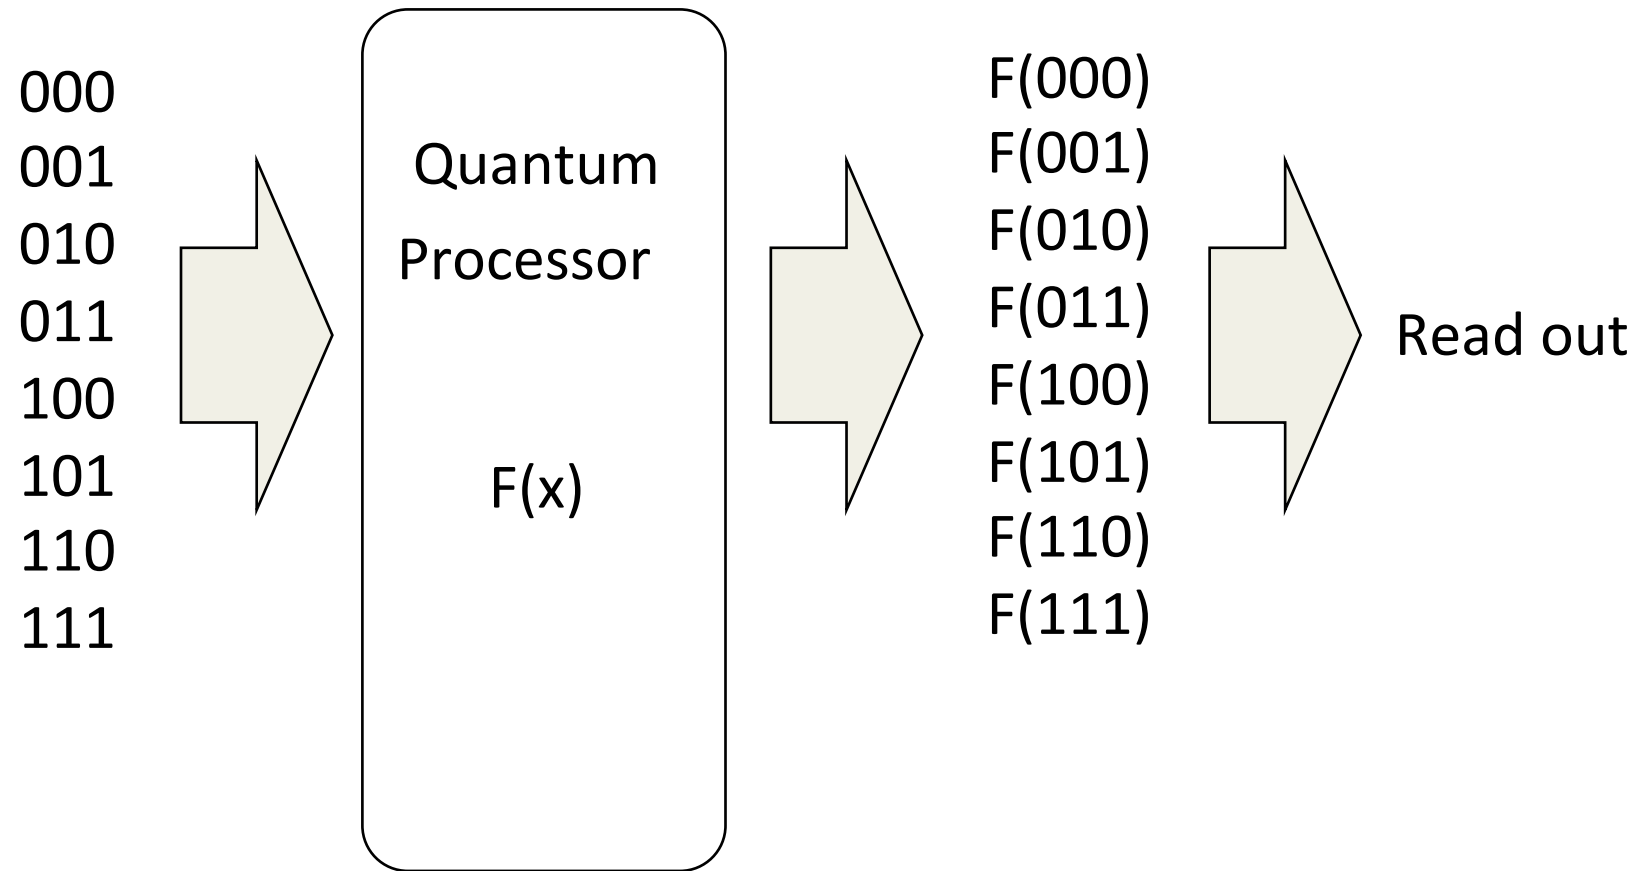 000
001
010
011
100
101
110
111
Quantum
Processor
F(x)
F(000)
F(001)
F(010)
F(011)
F(100)
F(101)
F(110)
F(111)
Read out